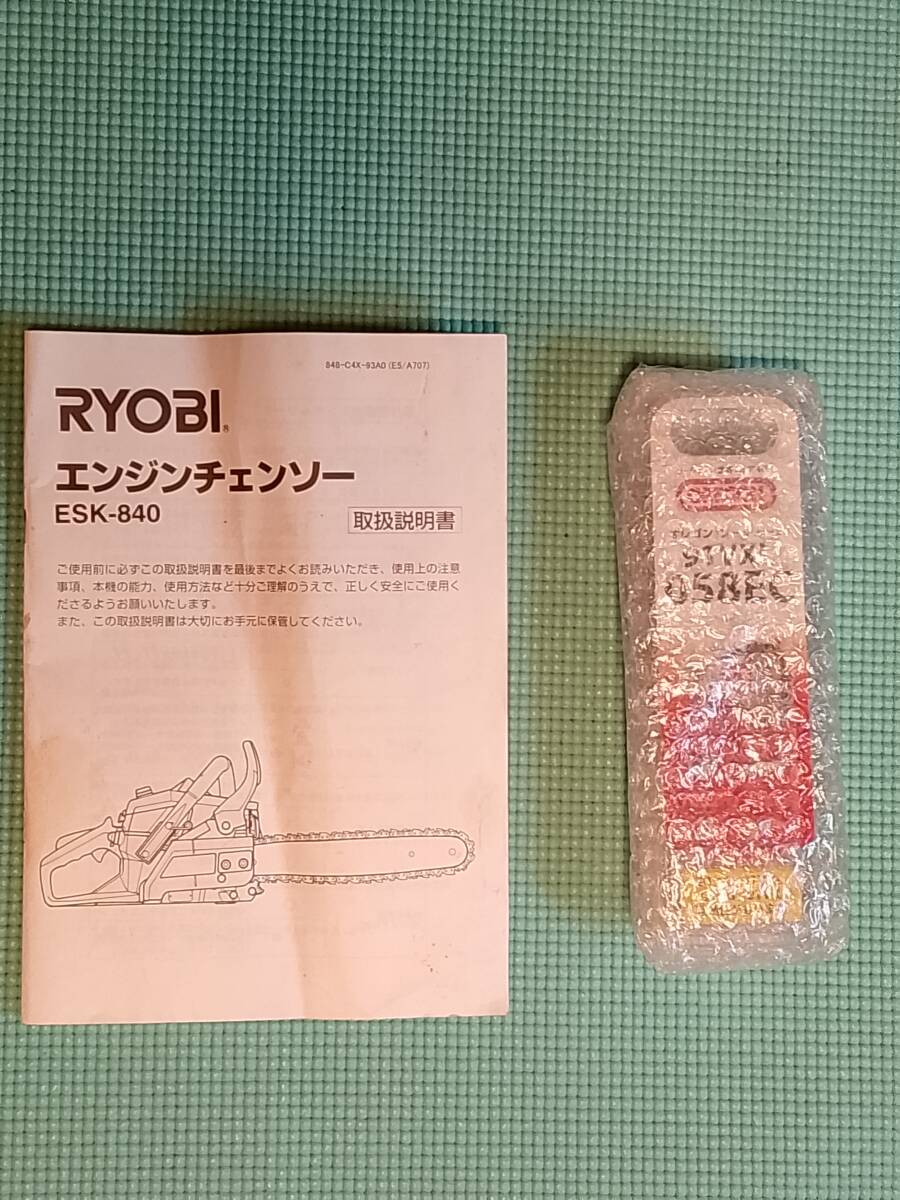 848-C4X-93A0 (E5/A707)
RYOBI®
エンジンチェンソー
ESK-840
取扱説明書
ご使用前に必ずこの取扱説明書を最後までよくお読みいただき、使用上の注意
事項、本機の能力、使用方法など十分ご理解のうえで、正しく安全にご使用く
ださるようお願いいたします。
また、この取扱説明書は大切にお手元に保管してください。
OREGON
058EC